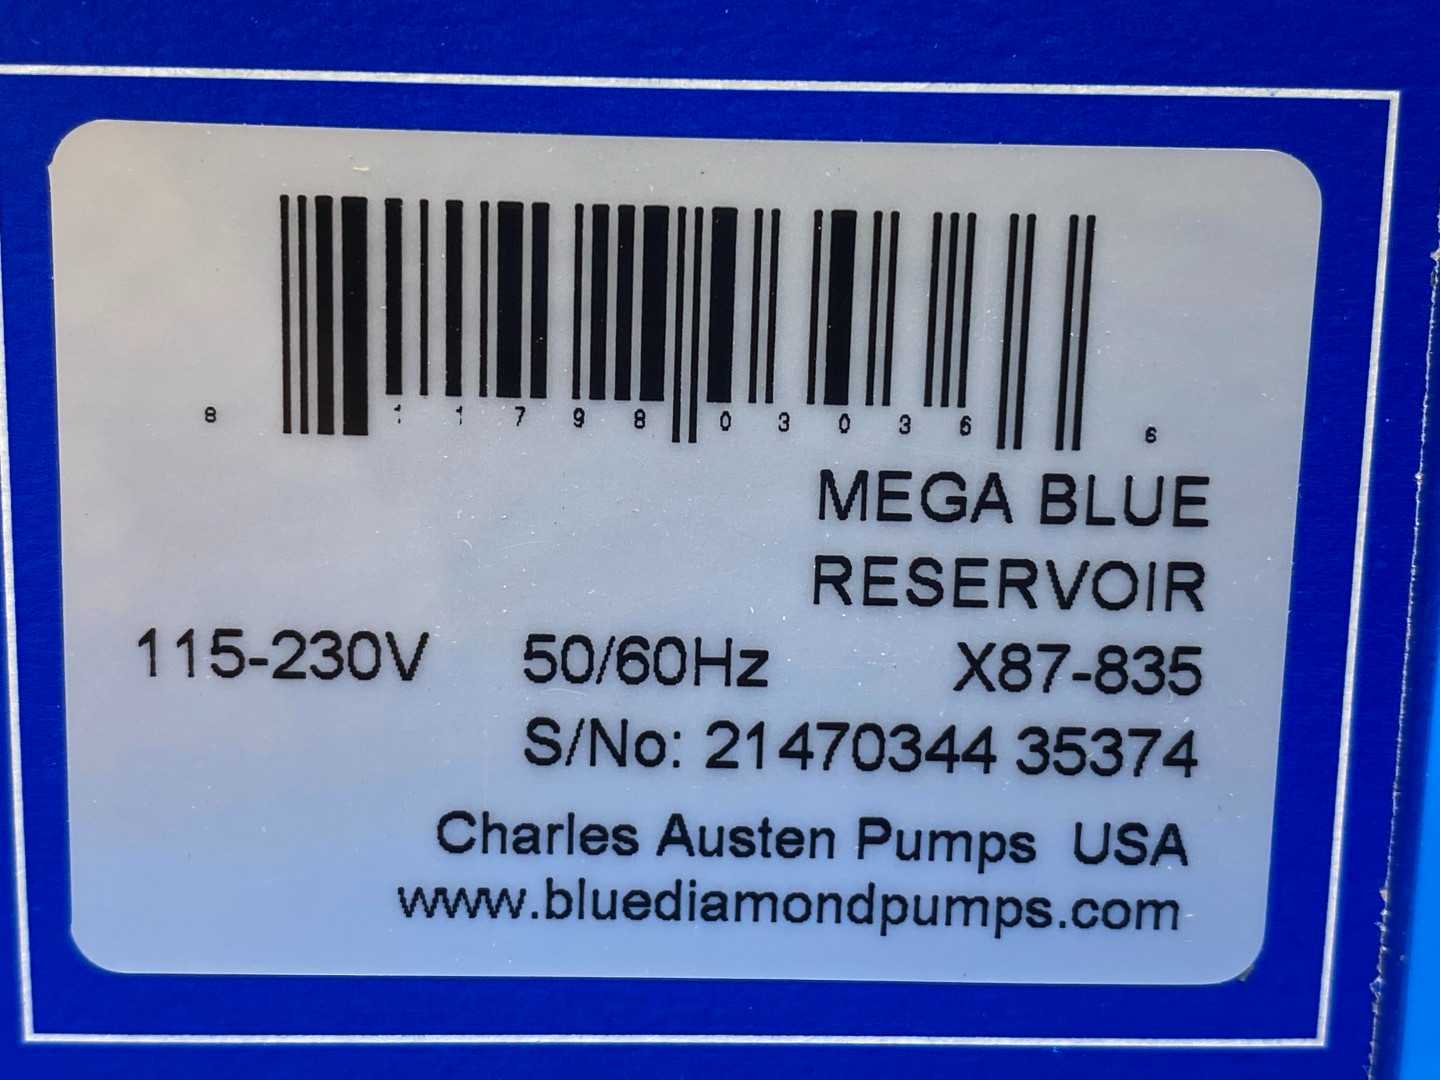 8 11798 03036 6
MEGA BLUE
RESERVOIR
115-230V 50/60Hz X87-835
S/No: 21470344 35374
Charles Austen Pumps USA
www.bluediamondpumps.com